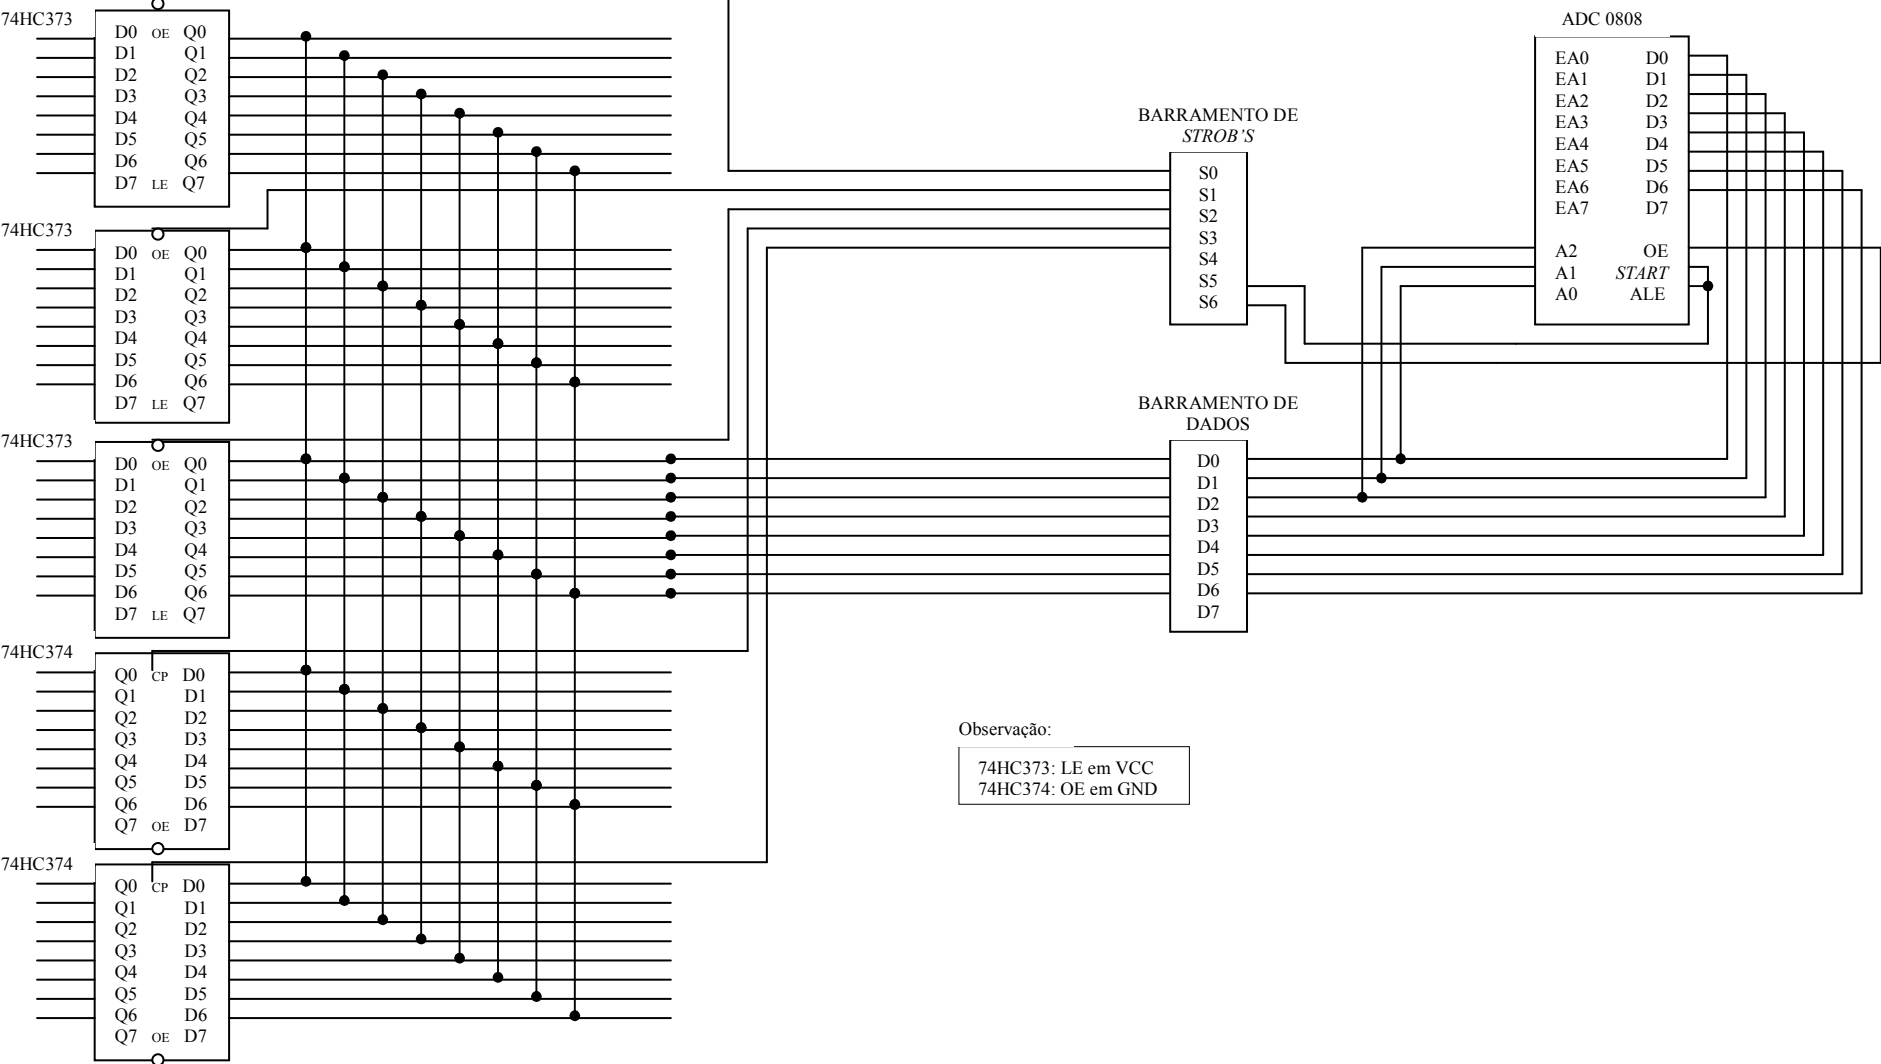 74HC373
D0 OE Q0
D1 Q1
D2 Q2
D3 Q3
D4 Q4
D5 Q5
D6 Q6
D7 LE Q7
74HC373
D0 OE Q0
D1 Q1
D2 Q2
D3 Q3
D4 Q4
D5 Q5
D6 Q6
D7 LE Q7
74HC373
D0 OE Q0
D1 Q1
D2 Q2
D3 Q3
D4 Q4
D5 Q5
D6 Q6
D7 LE Q7
74HC374
Q0 CP D0
Q1 D1
Q2 D2
Q3 D3
Q4 D4
Q5 D5
Q6 D6
Q7 OE D7
74HC374
Q0 CP D0
Q1 D1
Q2 D2
Q3 D3
Q4 D4
Q5 D5
Q6 D6
Q7 OE D7
BARRAMENTO DE
STROB'S
S0
S1
S2
S3
S4
S5
S6
BARRAMENTO DE
DADOS
D0
D1
D2
D3
D4
D5
D6
D7
ADC 0808
EA0 D0
EA1 D1
EA2 D2
EA3 D3
EA4 D4
EA5 D5
EA6 D6
EA7 D7
A2 OE
A1 START
A0 ALE
Observação:
74HC373: LE em VCC
74HC374: OE em GND